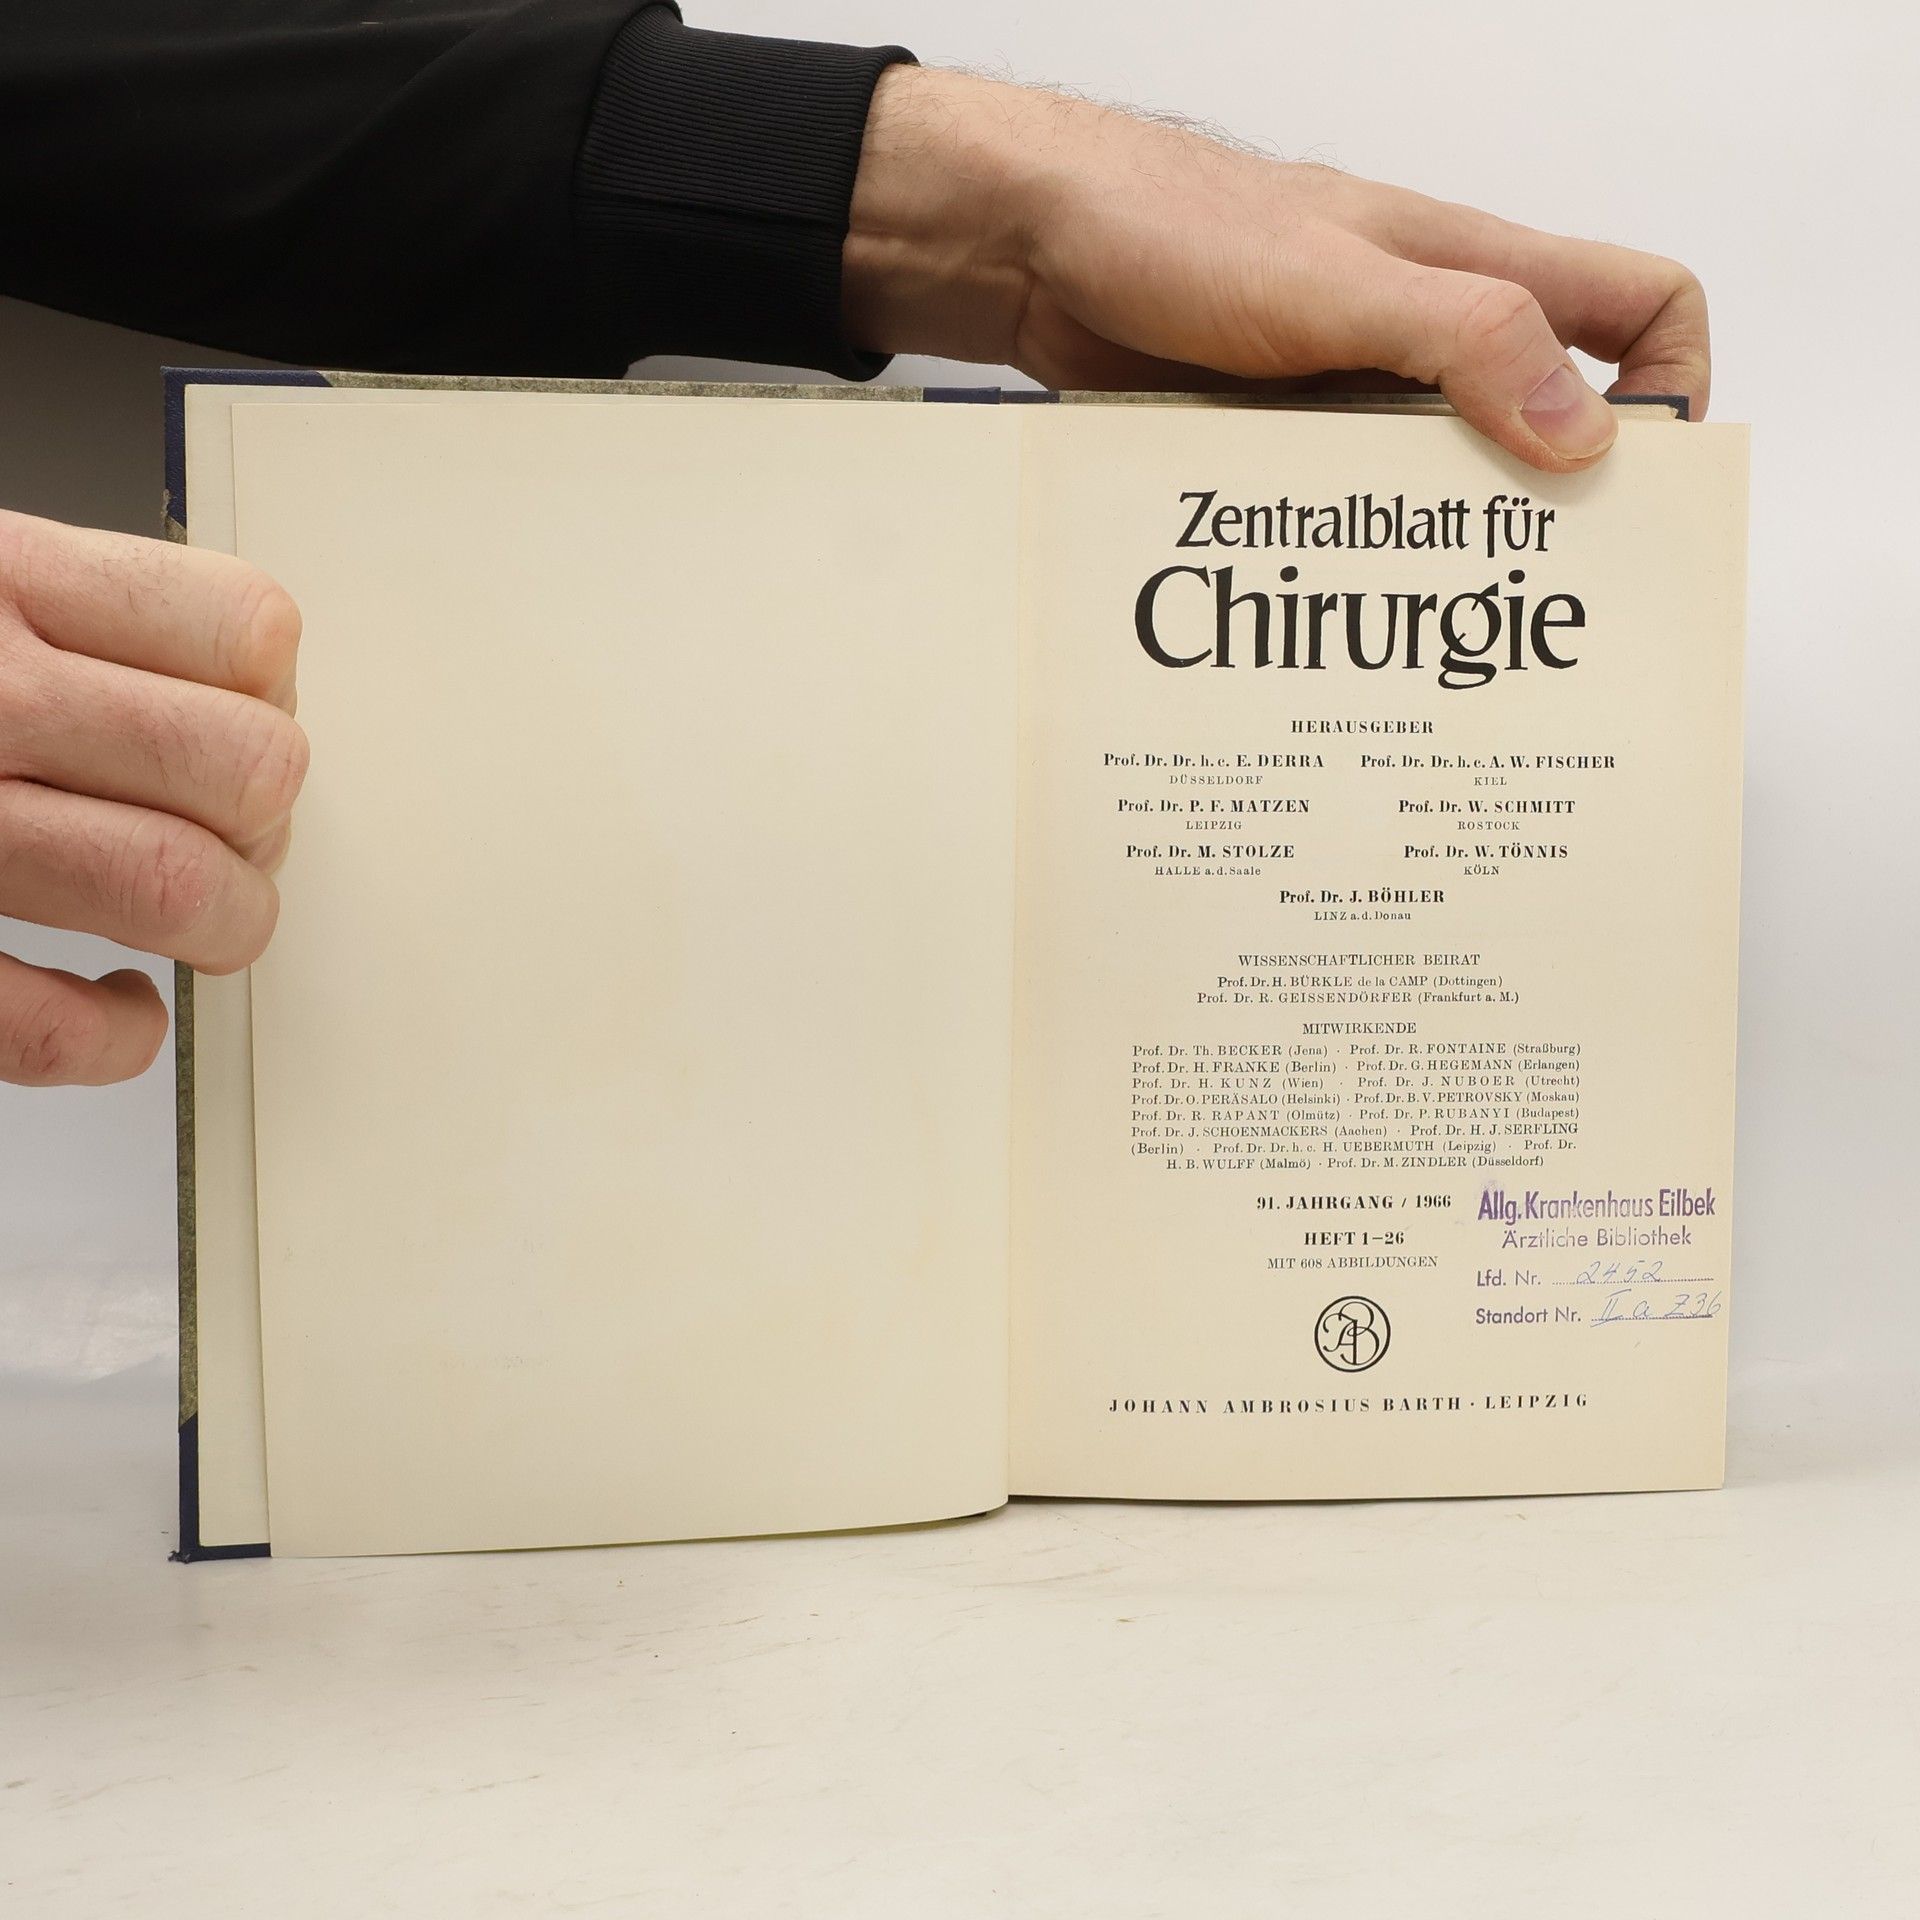 Zentralblatt für
Chirurgie
HERAUSGEBER
Prof. Dr. Dr. h. c. E. DERRA Prof. Dr. Dr. h. c. A. W. FISCHER
DÜSSELDORF KIEL
Prof. Dr. P. F. MATZEN Prof. Dr. W. SCHMITT
LEIPZIG ROSTOCK
Prof. Dr. M. STOLZE Prof. Dr. W. TÖNNIS
HALLE a. d. Saale KÖLN
Prof. Dr. J. BÖHLER
LINZ a. d. Donau
WISSENSCHAFTLICHER BEIRAT
Prof. Dr. H. BÜRKLE de la CAMP (Dottingen)
Prof. Dr. R. GEISSENDÖRFER (Frankfurt a. M.)
MITWIRKENDE
Prof. Dr. Th. BECKER (Jena) · Prof. Dr. R. FONTAINE (Straßburg)
Prof. Dr. H. FRANKE (Berlin) · Prof. Dr. G. HEGEMANN (Erlangen)
Prof. Dr. H. KUNZ (Wien) · Prof. Dr. J. NUBOER (Utrecht)
Prof. Dr. O. PERÄSALO (Helsinki) · Prof. Dr. B. V. PETROVSKY (Moskau)
Prof. Dr. R. RAPANT (Olmütz) · Prof. Dr. P. RUBANYI (Budapest)
Prof. Dr. J. SCHOENMACKERS (Aachen) · Prof. Dr. H. J. SERFLING
(Berlin) · Prof. Dr. Dr. h. c. H. UEBERMUTH (Leipzig) · Prof. Dr.
H. B. WULFF (Malmö) · Prof. Dr. M. ZINDLER (Düsseldorf)
91. JAHRGANG / 1966
HEFT 1–26
MIT 608 ABBILDUNGEN
Allg. Krankenhaus Eilbek
Ärztliche Bibliothek
Lfd. Nr. 2452
Standort Nr. II a Z36
JAB
JOHANN AMBROSIUS BARTH · LEIPZIG